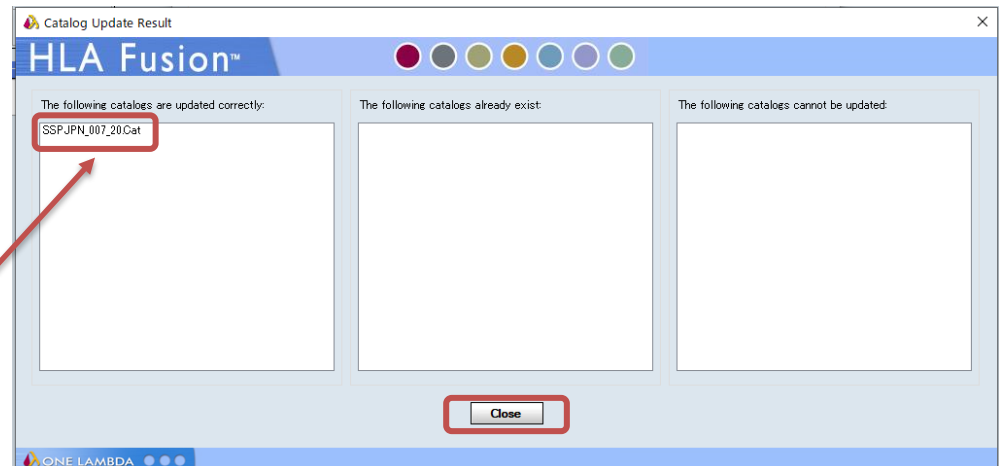 Catalog Update Result
HLA Fusion™
The following catalogs are updated correctly:
SSPJPN_007_20.Cat
The following catalogs already exist:
The following catalogs cannot be updated:
Close
ONE LAMBDA